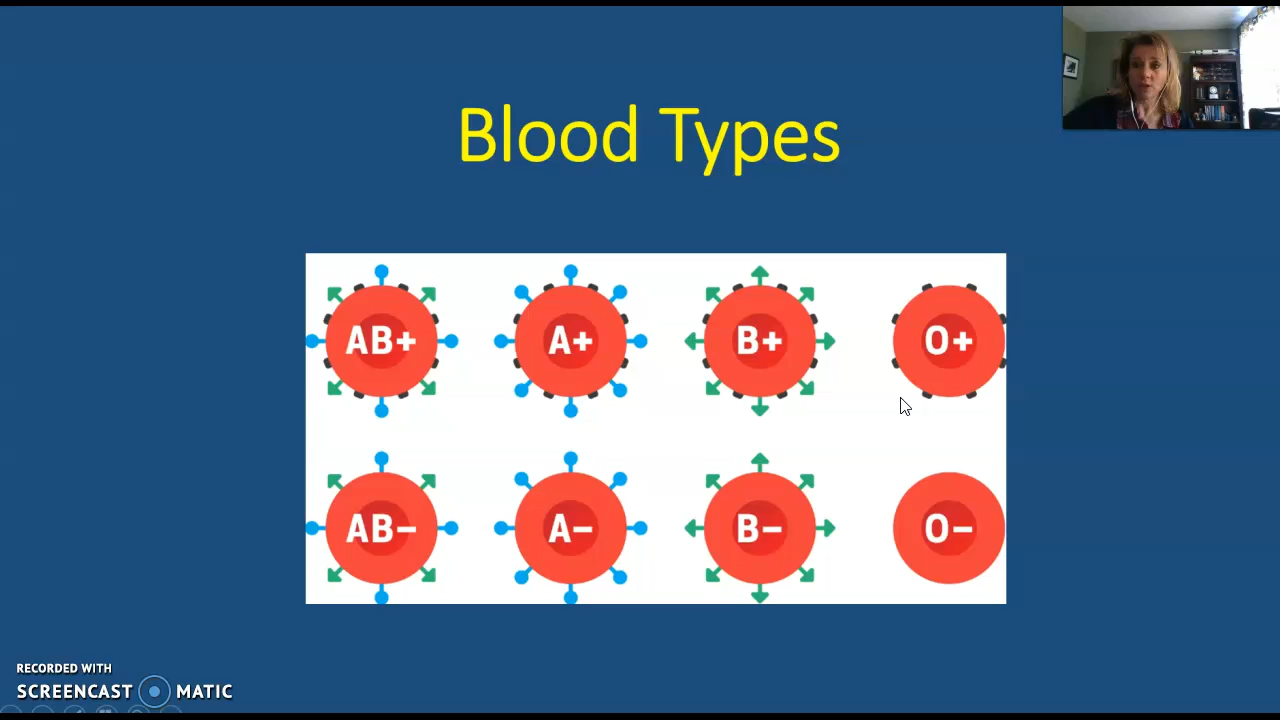 Blood Types
AB+ A+ B+ O+
AB− A− B− O−
RECORDED WITH
SCREENCAST MATIC